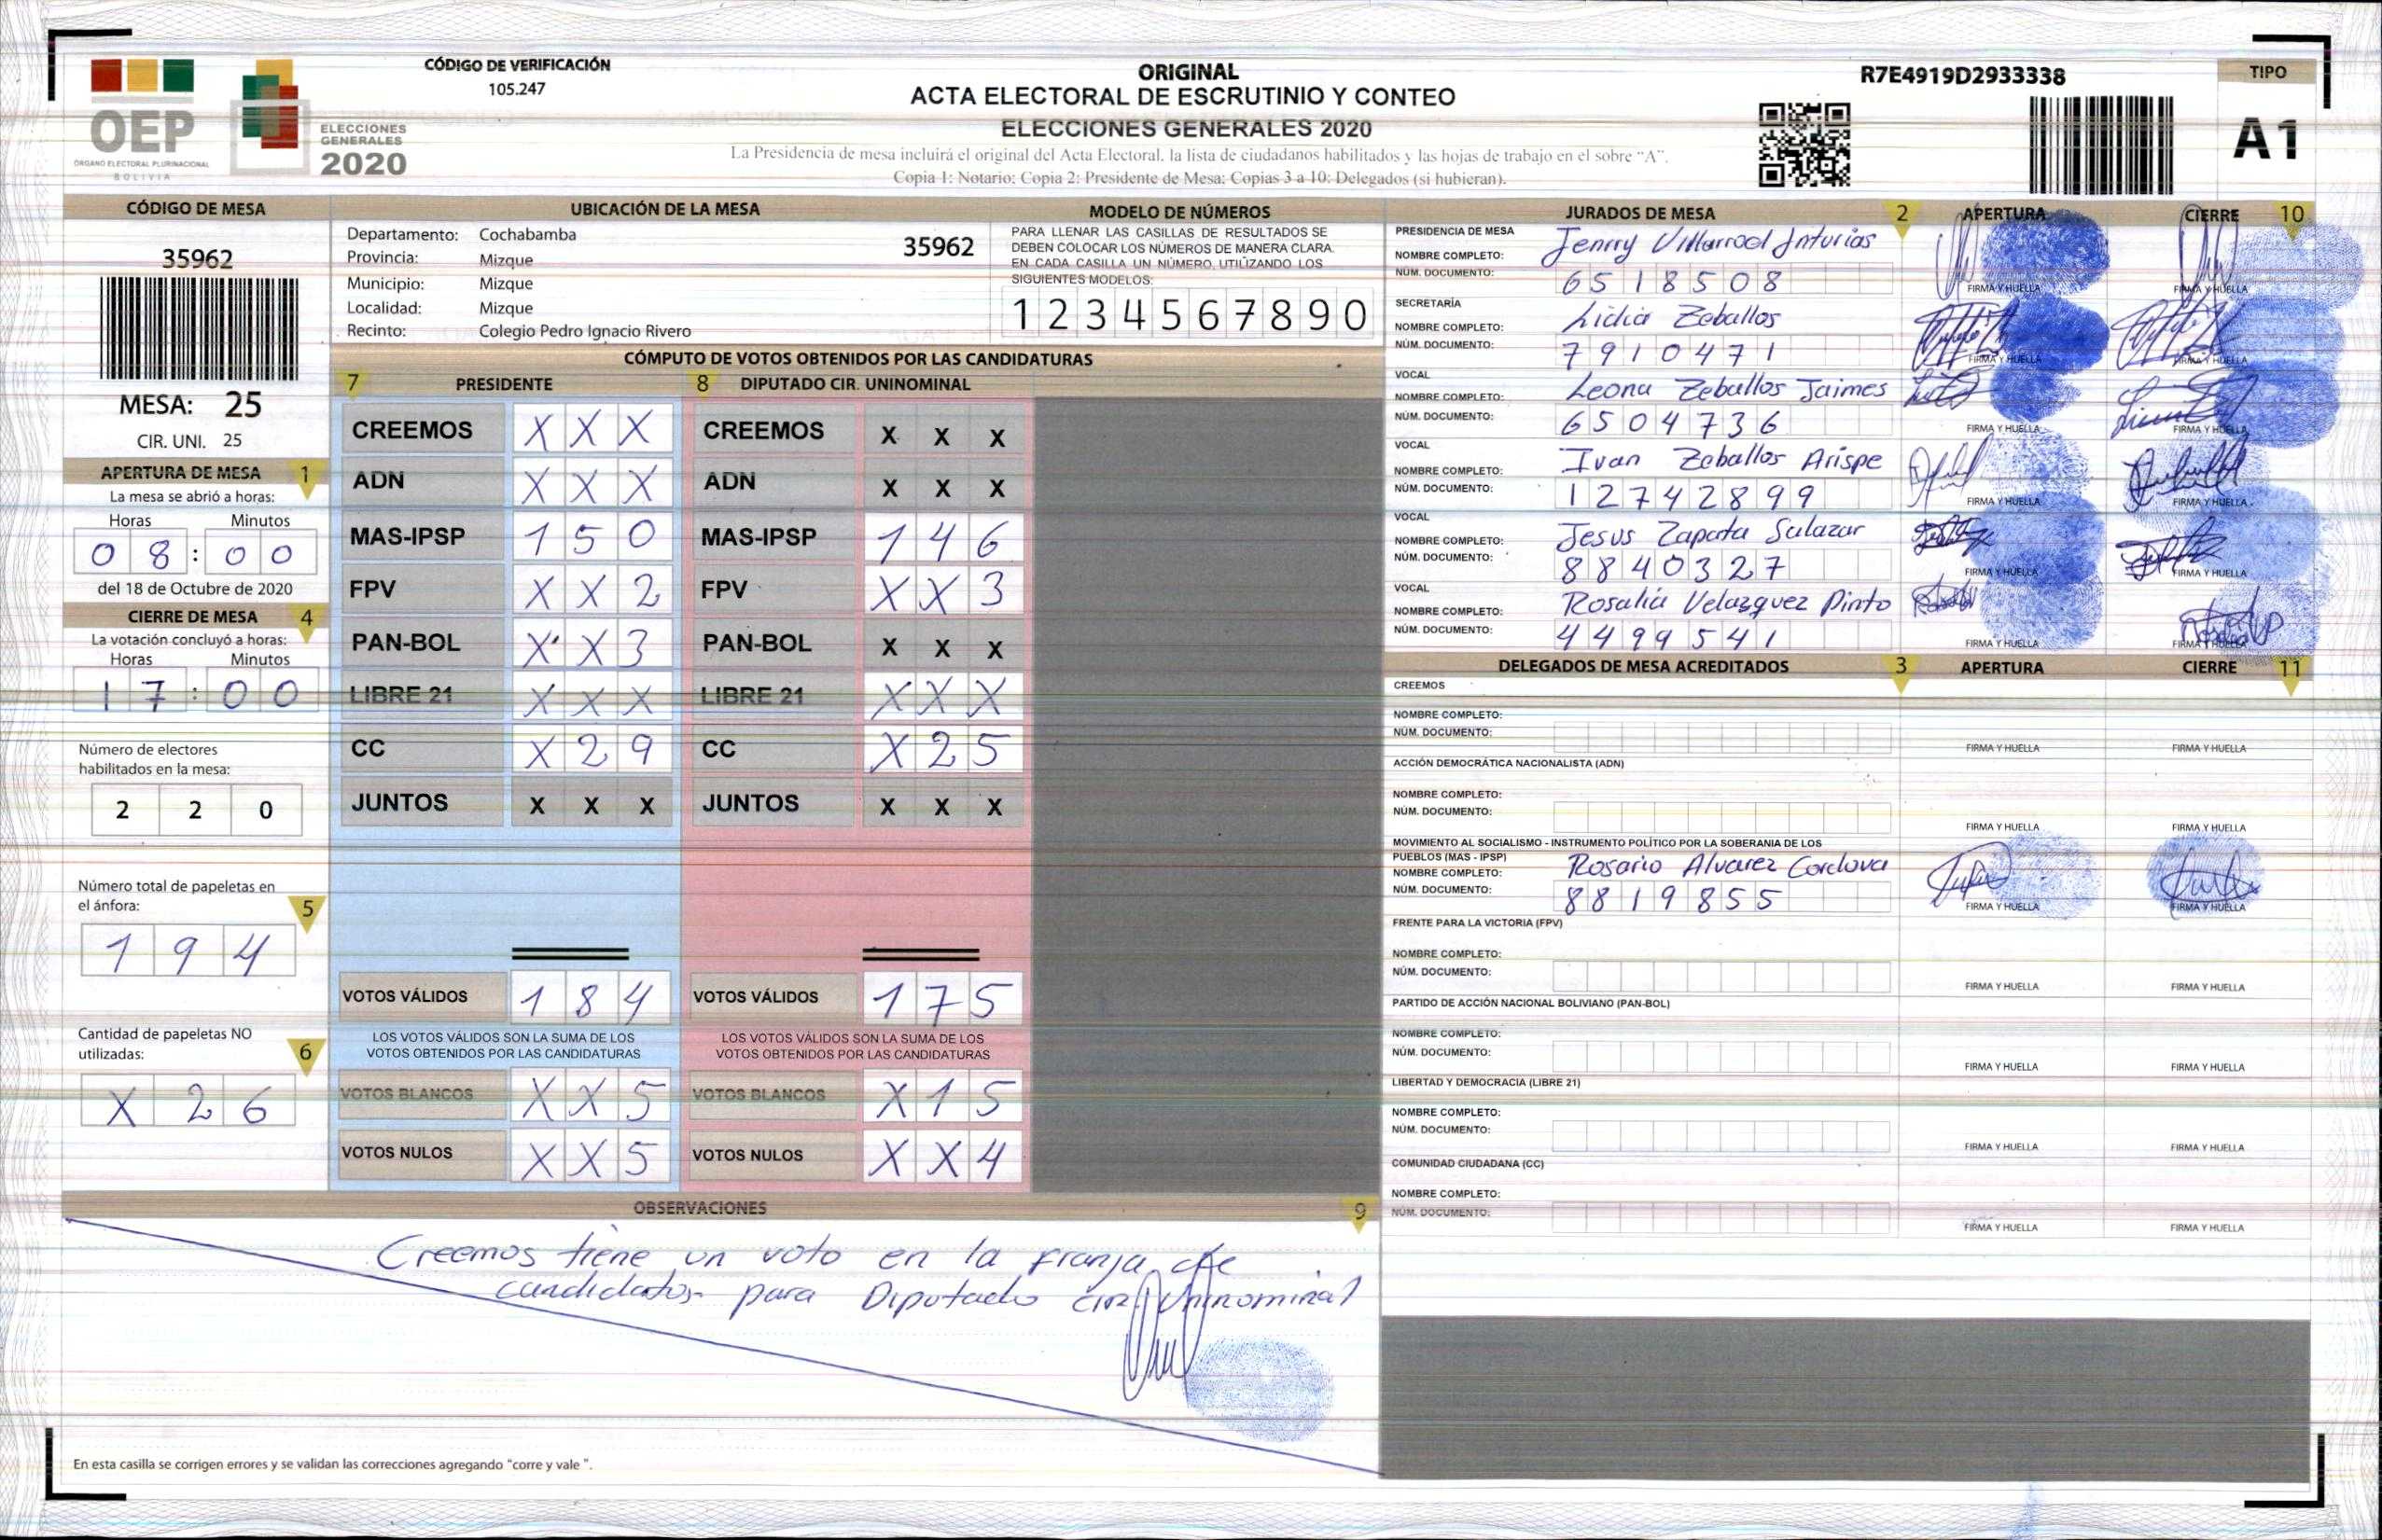 CÓDIGO DE VERIFICACIÓN
105.247
OEP
ÓRGANO ELECTORAL PLURINACIONAL
BOLIVIA
ELECCIONES
GENERALES
2020
ORIGINAL
ACTA ELECTORAL DE ESCRUTINIO Y CONTEO
ELECCIONES GENERALES 2020
La Presidencia de mesa incluirá el original del Acta Electoral, la lista de ciudadanos habilitados y las hojas de trabajo en el sobre "A".
Copia 1: Notario; Copia 2: Presidente de Mesa; Copias 3 a 10: Delegados (si hubieran).
R7E4919D2933338
TIPO
A1
CÓDIGO DE MESA
35962
MESA: 25
CIR. UNI. 25
APERTURA DE MESA 1
La mesa se abrió a horas:
Horas Minutos
08:00
del 18 de Octubre de 2020
CIERRE DE MESA 4
La votación concluyó a horas:
Horas Minutos
17:00
Número de electores
habilitados en la mesa:
2 2 0
Número total de papeletas en
el ánfora: 5
1 9 4
Cantidad de papeletas NO
utilizadas: 6
X 2 6
UBICACIÓN DE LA MESA
Departamento: Cochabamba
Provincia: Mizque
Municipio: Mizque
Localidad: Mizque
Recinto: Colegio Pedro Ignacio Rivero
35962
MODELO DE NÚMEROS
PARA LLENAR LAS CASILLAS DE RESULTADOS SE
DEBEN COLOCAR LOS NÚMEROS DE MANERA CLARA.
EN CADA CASILLA UN NÚMERO, UTILIZANDO LOS
SIGUIENTES MODELOS:
1 2 3 4 5 6 7 8 9 0
CÓMPUTO DE VOTOS OBTENIDOS POR LAS CANDIDATURAS
7 PRESIDENTE 8 DIPUTADO CIR. UNINOMINAL
CREEMOS X X X CREEMOS X X X
ADN X X X ADN X X X
MAS-IPSP 1 5 0 MAS-IPSP 1 4 6
FPV X X 2 FPV X X 3
PAN-BOL X X 3 PAN-BOL X X X
LIBRE 21 X X X LIBRE 21 X X X
CC X 2 9 CC X 2 5
JUNTOS X X X JUNTOS X X X
VOTOS VÁLIDOS 1 8 4 VOTOS VÁLIDOS 1 7 5
LOS VOTOS VÁLIDOS SON LA SUMA DE LOS LOS VOTOS VÁLIDOS SON LA SUMA DE LOS
VOTOS OBTENIDOS POR LAS CANDIDATURAS VOTOS OBTENIDOS POR LAS CANDIDATURAS
VOTOS BLANCOS X X 5 VOTOS BLANCOS X 1 5
VOTOS NULOS X X 5 VOTOS NULOS X X 4
OBSERVACIONES 9
Creemos tiene un voto en la franja de
candidatos para Diputado cir. Uninominal
En esta casilla se corrigen errores y se validan las correcciones agregando "corre y vale ".
JURADOS DE MESA 2 APERTURA CIERRE 10
PRESIDENCIA DE MESA
NOMBRE COMPLETO: Jenny Villarroel Inturias
NÚM. DOCUMENTO: 6518508
FIRMA Y HUELLA FIRMA Y HUELLA
SECRETARÍA
NOMBRE COMPLETO: Lidia Zeballos
NÚM. DOCUMENTO: 7910471
FIRMA Y HUELLA FIRMA Y HUELLA
VOCAL
NOMBRE COMPLETO: Leona Zeballos Jaimes
NÚM. DOCUMENTO: 6504736
FIRMA Y HUELLA FIRMA Y HUELLA
VOCAL
NOMBRE COMPLETO: Ivan Zeballos Arispe
NÚM. DOCUMENTO: 12742899
FIRMA Y HUELLA FIRMA Y HUELLA
VOCAL
NOMBRE COMPLETO: Jesus Zapata Salazar
NÚM. DOCUMENTO: 8840327
FIRMA Y HUELLA FIRMA Y HUELLA
VOCAL
NOMBRE COMPLETO: Rosalia Velazquez Pinto
NÚM. DOCUMENTO: 4499541
FIRMA Y HUELLA FIRMA Y HUELLA
DELEGADOS DE MESA ACREDITADOS 3 APERTURA CIERRE 11
CREEMOS
NOMBRE COMPLETO:
NÚM. DOCUMENTO:
FIRMA Y HUELLA FIRMA Y HUELLA
ACCIÓN DEMOCRÁTICA NACIONALISTA (ADN)
NOMBRE COMPLETO:
NÚM. DOCUMENTO:
FIRMA Y HUELLA FIRMA Y HUELLA
MOVIMIENTO AL SOCIALISMO - INSTRUMENTO POLÍTICO POR LA SOBERANIA DE LOS
PUEBLOS (MAS - IPSP)
NOMBRE COMPLETO: Rosario Alvarez Cordova
NÚM. DOCUMENTO: 8819855
FIRMA Y HUELLA FIRMA Y HUELLA
FRENTE PARA LA VICTORIA (FPV)
NOMBRE COMPLETO:
NÚM. DOCUMENTO:
FIRMA Y HUELLA FIRMA Y HUELLA
PARTIDO DE ACCIÓN NACIONAL BOLIVIANO (PAN-BOL)
NOMBRE COMPLETO:
NÚM. DOCUMENTO:
FIRMA Y HUELLA FIRMA Y HUELLA
LIBERTAD Y DEMOCRACIA (LIBRE 21)
NOMBRE COMPLETO:
NÚM. DOCUMENTO:
FIRMA Y HUELLA FIRMA Y HUELLA
COMUNIDAD CIUDADANA (CC)
NOMBRE COMPLETO:
NÚM. DOCUMENTO:
FIRMA Y HUELLA FIRMA Y HUELLA